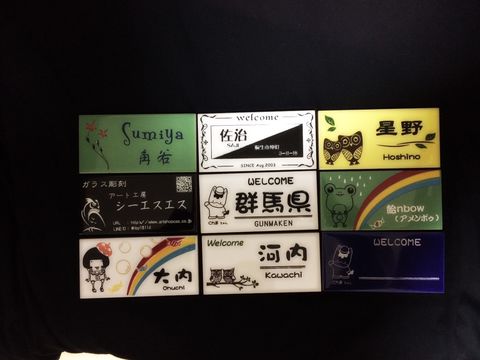 Sumiya
角谷
welcome
佐治
SAJI
SINCE Aug.2003
星野
Hoshino
ガラス彫刻
アート工房
シーエスエス
WELCOME
群馬県
GUNMAKEN
飴nbow
(アメンボゥ)
大内
Ohuchi
Welcome
河内
Kawachi
WELCOME